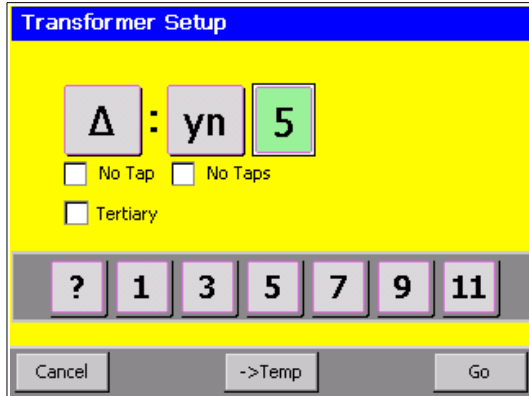 Transformer Setup
Δ : yn 5
No Tap No Taps
Tertiary
? 1 3 5 7 9 11
Cancel ->Temp Go